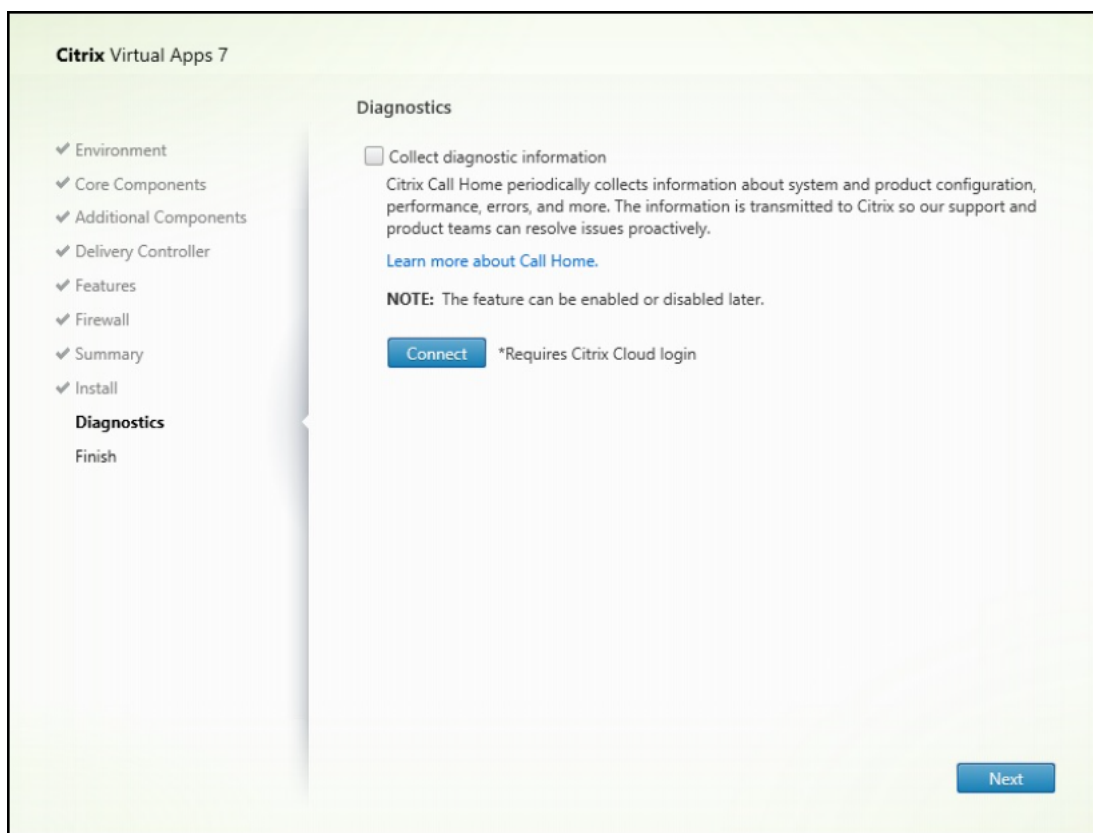 Citrix Virtual Apps 7
Diagnostics
Environment
Core Components
Additional Components
Delivery Controller
Features
Firewall
Summary
Install
Diagnostics
Finish
Collect diagnostic information
Citrix Call Home periodically collects information about system and product configuration,
performance, errors, and more. The information is transmitted to Citrix so our support and
product teams can resolve issues proactively.
Learn more about Call Home.
NOTE: The feature can be enabled or disabled later.
Connect *Requires Citrix Cloud login
Next